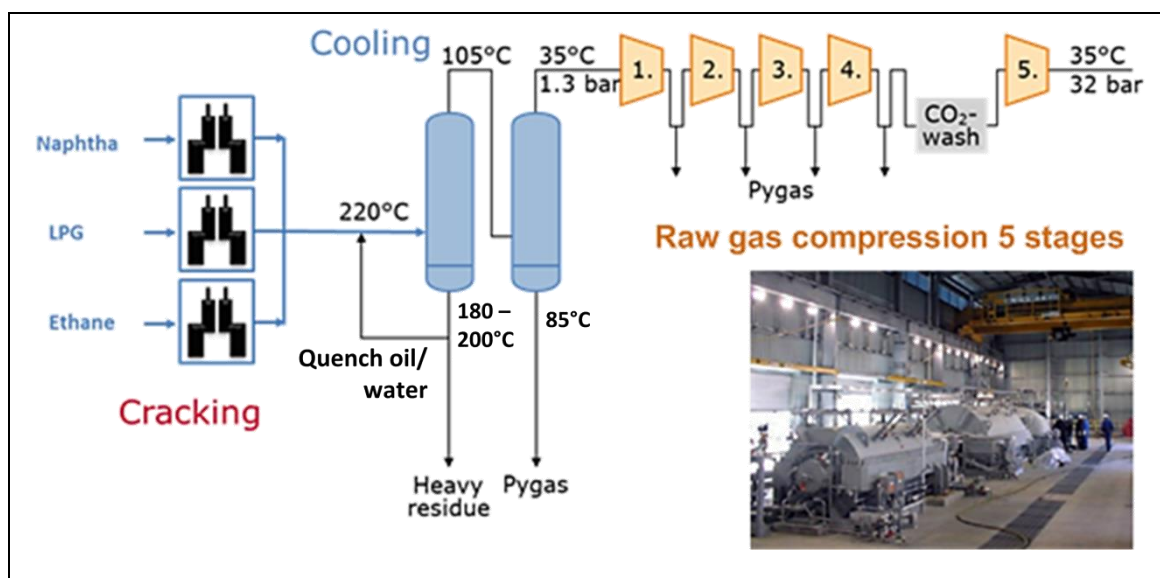 Cooling
105°C
35°C
1.3 bar
1.
2.
3.
4.
5.
35°C
32 bar
CO₂-
wash
Pygas
Naphtha
LPG
Ethane
220°C
180 –
200°C
85°C
Quench oil/
water
Cracking
Heavy
residue
Pygas
Raw gas compression 5 stages